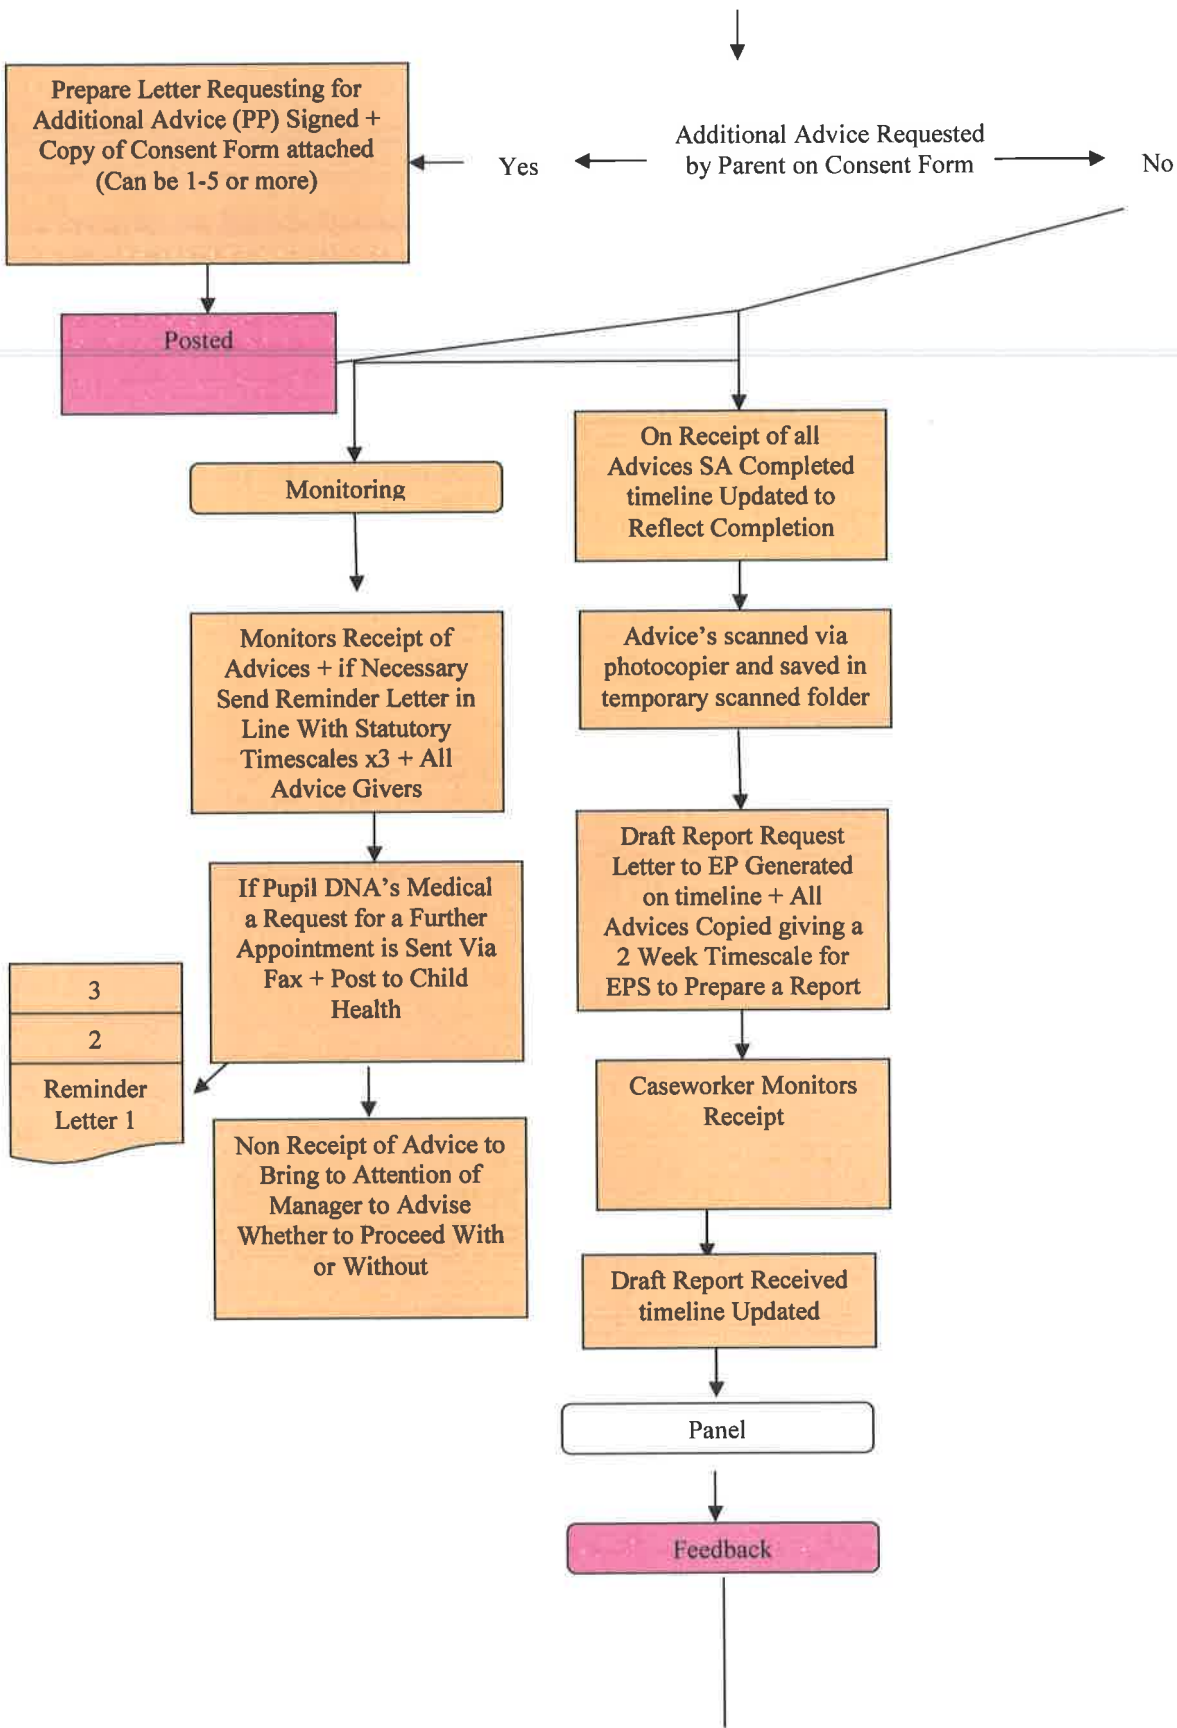 Prepare Letter Requesting for
Additional Advice (PP) Signed +
Copy of Consent Form attached
(Can be 1-5 or more)
Yes
Additional Advice Requested
by Parent on Consent Form
No
Posted
Monitoring
Monitors Receipt of
Advices + if Necessary
Send Reminder Letter in
Line With Statutory
Timescales x3 + All
Advice Givers
If Pupil DNA's Medical
a Request for a Further
Appointment is Sent Via
Fax + Post to Child
Health
3
2
Reminder
Letter 1
Non Receipt of Advice to
Bring to Attention of
Manager to Advise
Whether to Proceed With
or Without
On Receipt of all
Advices SA Completed
timeline Updated to
Reflect Completion
Advice's scanned via
photocopier and saved in
temporary scanned folder
Draft Report Request
Letter to EP Generated
on timeline + All
Advices Copied giving a
2 Week Timescale for
EPS to Prepare a Report
Caseworker Monitors
Receipt
Draft Report Received
timeline Updated
Panel
Feedback